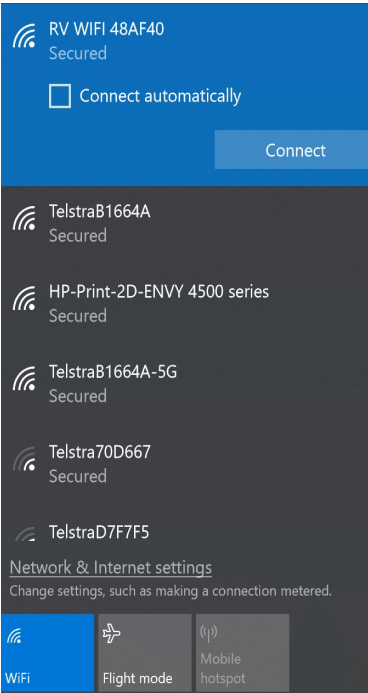 RV WIFI 48AF40
Secured
Connect automatically
Connect
TelstraB1664A
Secured
HP-Print-2D-ENVY 4500 series
Secured
TelstraB1664A-5G
Secured
Telstra70D667
Secured
TelstraD7F7F5
Network & Internet settings
Change settings, such as making a connection metered.
WiFi
Flight mode
Mobile
hotspot